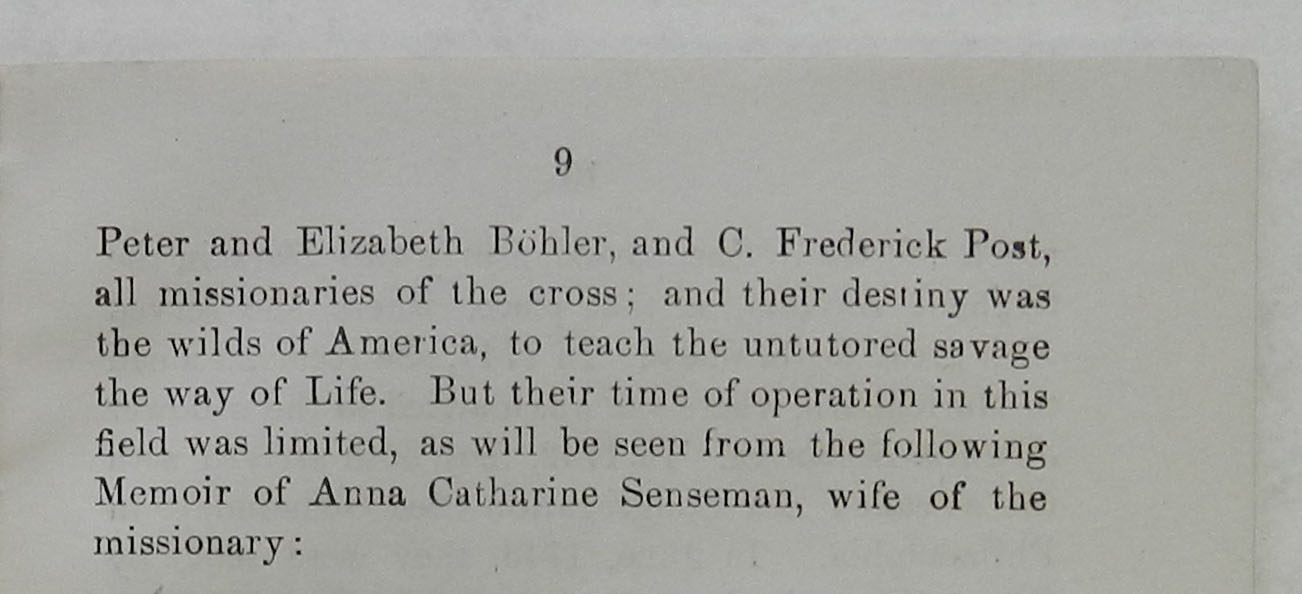 9
Peter and Elizabeth Böhler, and C. Frederick Post,
all missionaries of the cross; and their destiny was
the wilds of America, to teach the untutored savage
the way of Life. But their time of operation in this
field was limited, as will be seen from the following
Memoir of Anna Catharine Senseman, wife of the
missionary: